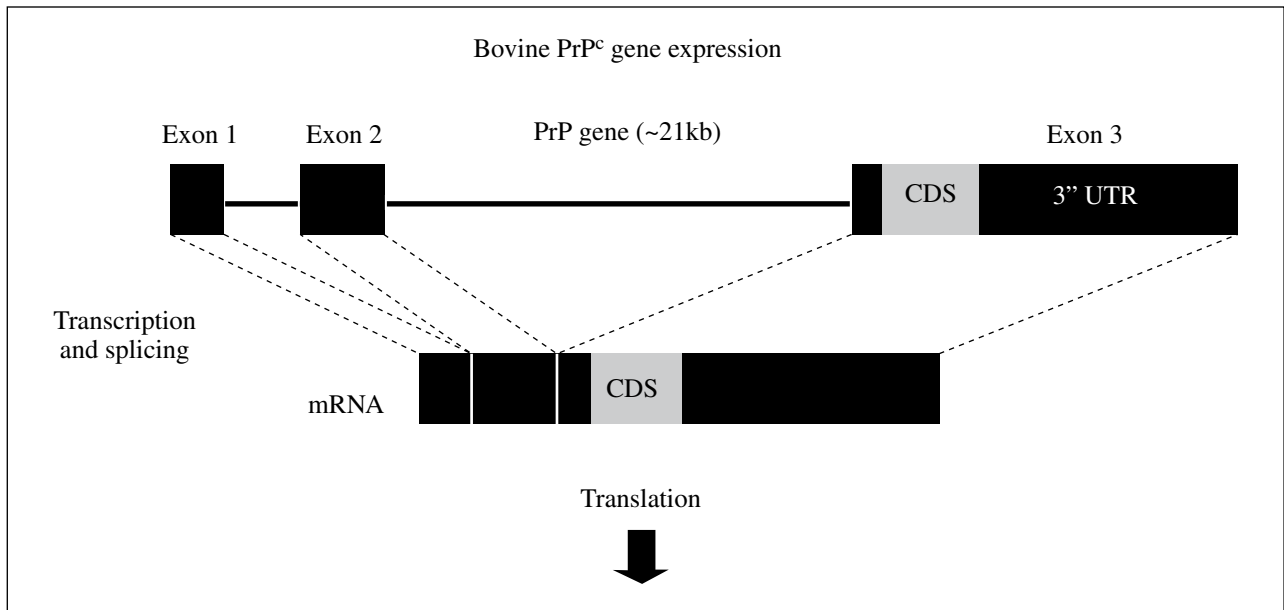 Bovine PrPᶜ gene expression
Exon 1
Exon 2
PrP gene (~21kb)
Exon 3
CDS
3” UTR
Transcription
and splicing
mRNA
CDS
Translation